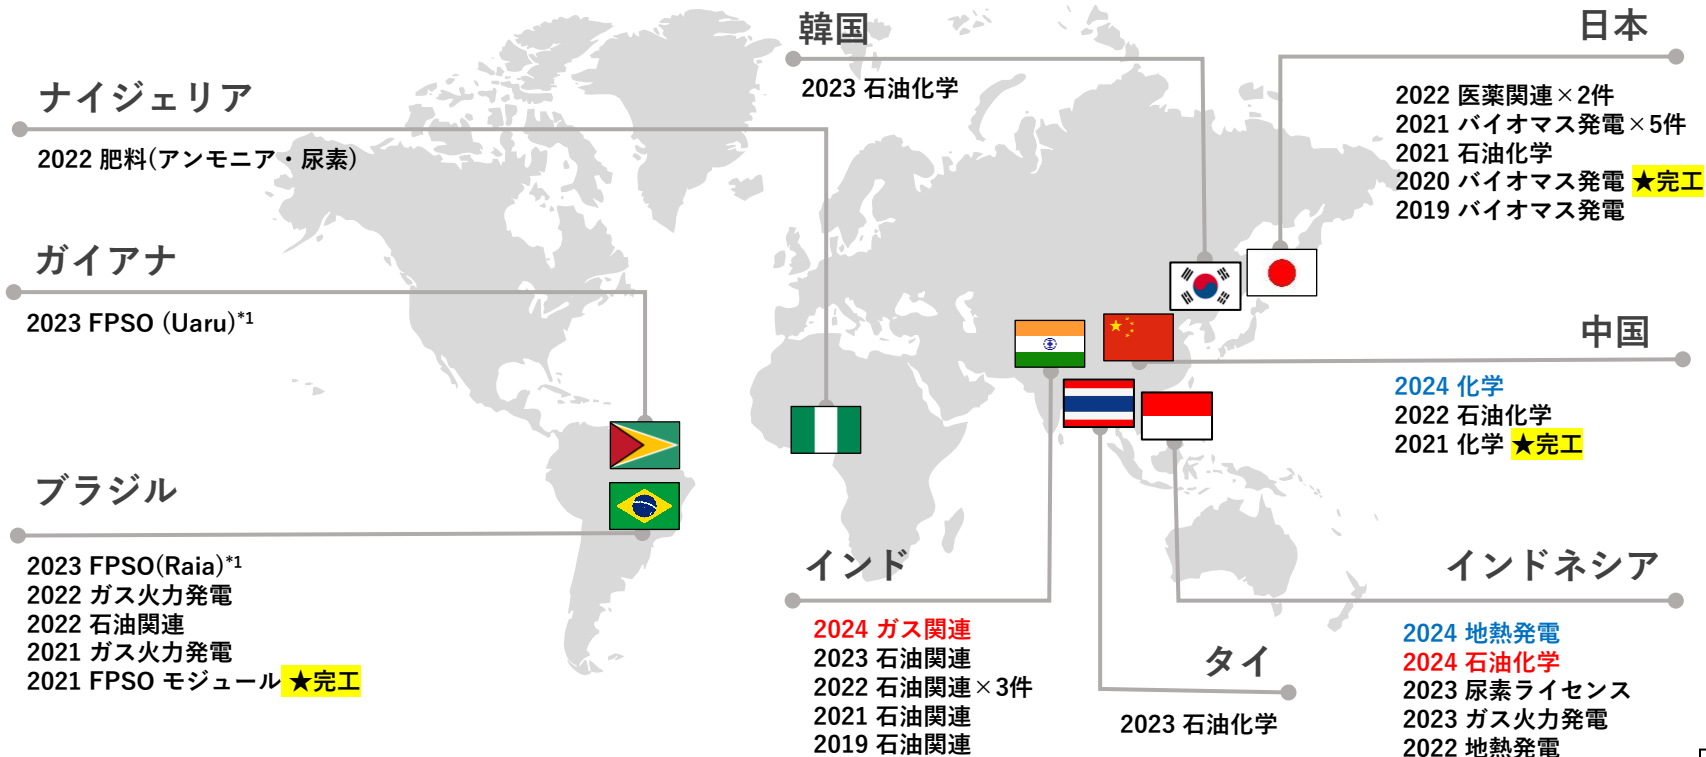 ナイジェリア
2022 肥料(アンモニア・尿素)
ガイアナ
2023 FPSO (Uaru)*1
ブラジル
2023 FPSO(Raia)*1
2022 ガス火力発電
2022 石油関連
2021 ガス火力発電
2021 FPSO モジュール ★完工
韓国
2023 石油化学
日本
2022 医薬関連×2件
2021 バイオマス発電×5件
2021 石油化学
2020 バイオマス発電 ★完工
2019 バイオマス発電
中国
2024 化学
2022 石油化学
2021 化学 ★完工
インド
2024 ガス関連
2023 石油関連
2022 石油関連×3件
2021 石油関連
2019 石油関連
タイ
2023 石油化学
インドネシア
2024 地熱発電
2024 石油化学
2023 尿素ライセンス
2023 ガス火力発電
2022 地熱発電